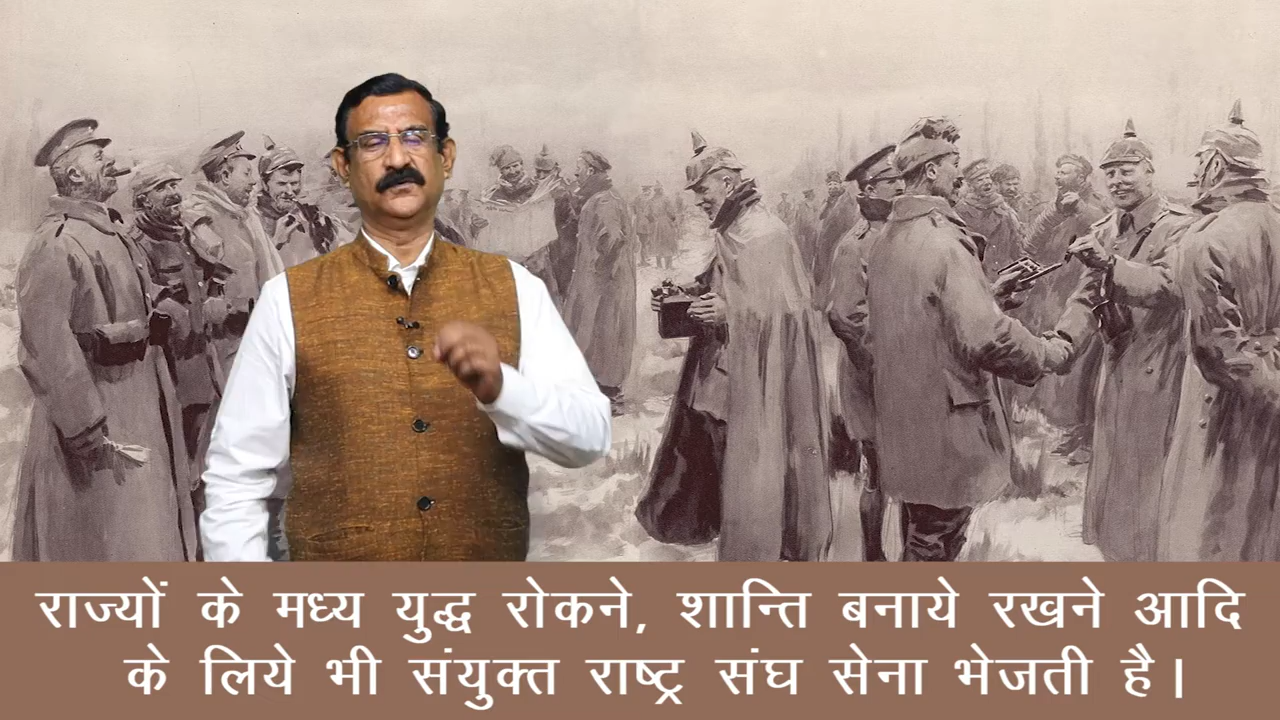 राज्यों के मध्य युद्ध रोकने, शान्ति बनाये रखने आदि
के लिये भी संयुक्त राष्ट्र संघ सेना भेजती है।